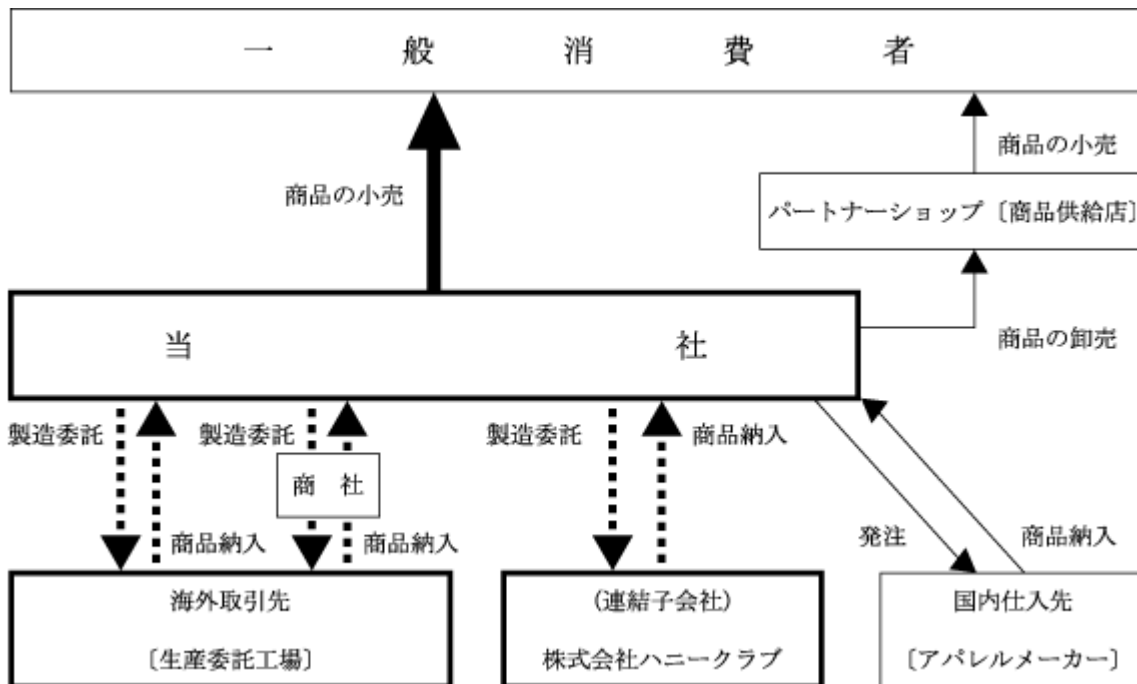 一般消費者
商品の小売
商品の小売
パートナーショップ〔商品供給店〕
当社
商品の卸売
製造委託
製造委託
製造委託
商品納入
商社
商品納入
商品納入
発注
商品納入
海外取引先
〔生産委託工場〕
(連結子会社)
株式会社ハニークラブ
国内仕入先
〔アパレルメーカー〕